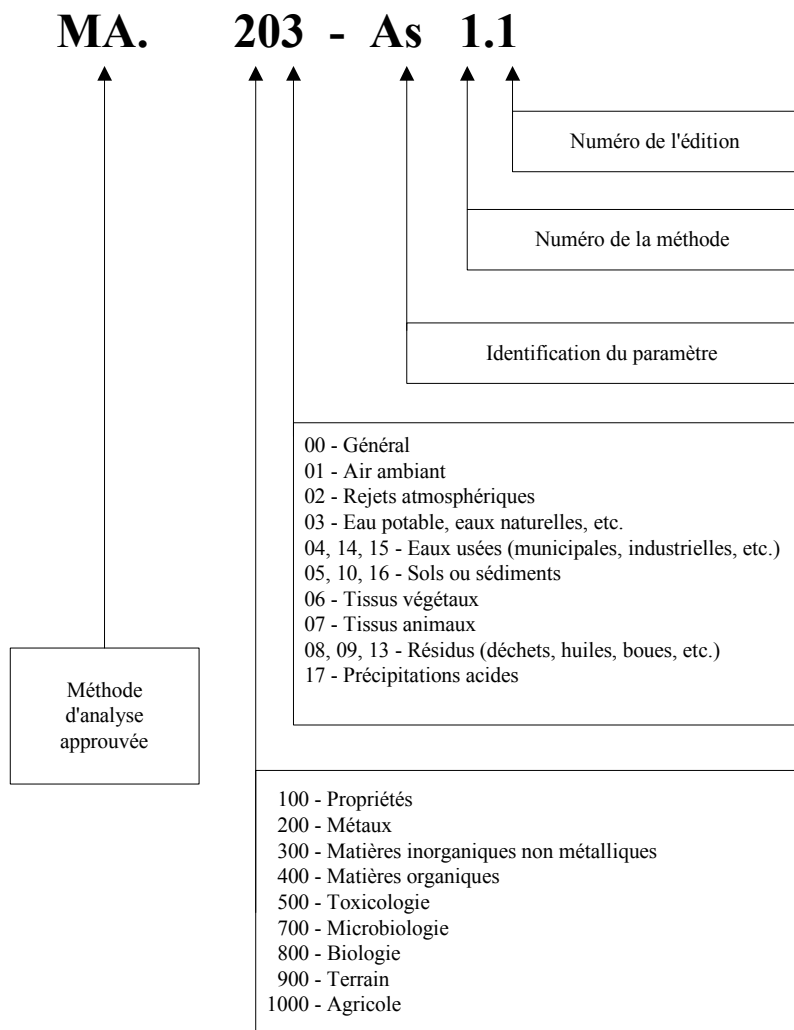 MA. 203 - As 1.1
Numéro de l'édition
Numéro de la méthode
Identification du paramètre
00 - Général
01 - Air ambiant
02 - Rejets atmosphériques
03 - Eau potable, eaux naturelles, etc.
04, 14, 15 - Eaux usées (municipales, industrielles, etc.)
05, 10, 16 - Sols ou sédiments
06 - Tissus végétaux
07 - Tissus animaux
08, 09, 13 - Résidus (déchets, huiles, boues, etc.)
17 - Précipitations acides
Méthode
d'analyse
approuvée
100 - Propriétés
200 - Métaux
300 - Matières inorganiques non métalliques
400 - Matières organiques
500 - Toxicologie
700 - Microbiologie
800 - Biologie
900 - Terrain
1000 - Agricole